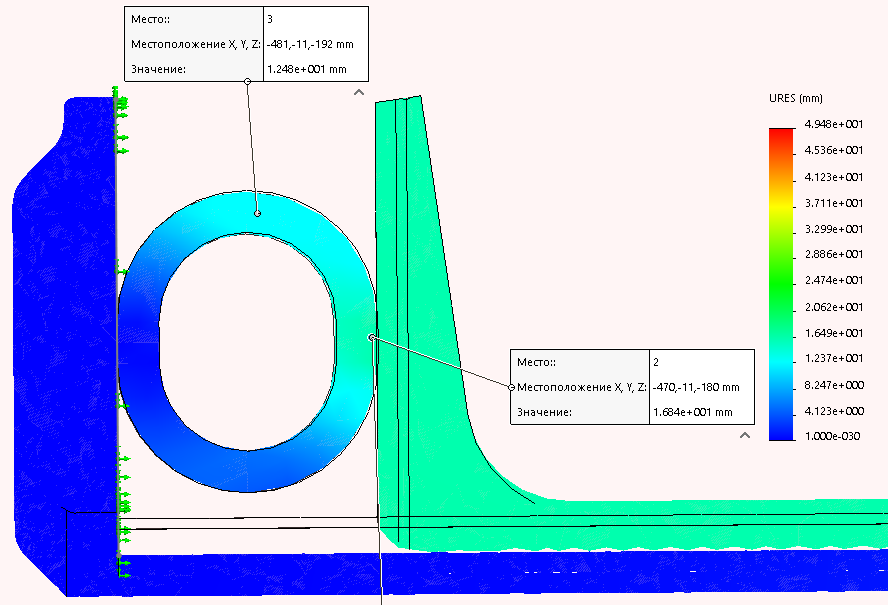 Место:: 3
Местоположение X, Y, Z: -481,-11,-192 mm
Значение: 1.248e+001 mm
URES (mm)
4.948e+001
4.536e+001
4.123e+001
3.711e+001
3.299e+001
2.886e+001
2.474e+001
2.062e+001
1.649e+001
1.237e+001
8.247e+000
4.123e+000
1.000e-030
Место:: 2
Местоположение X, Y, Z: -470,-11,-180 mm
Значение: 1.684e+001 mm